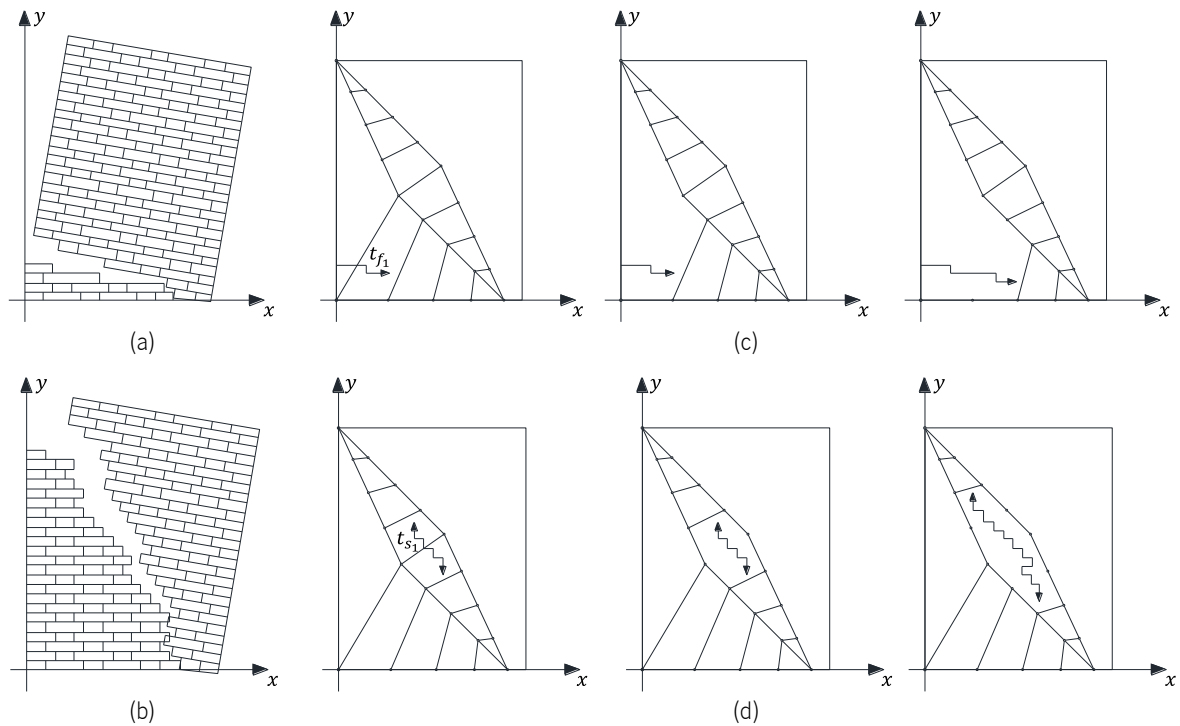 y y y y
t_{f_1}
x x x x
(a) (c)
y y y y
t_{s_1}
x x x x
(b) (d)